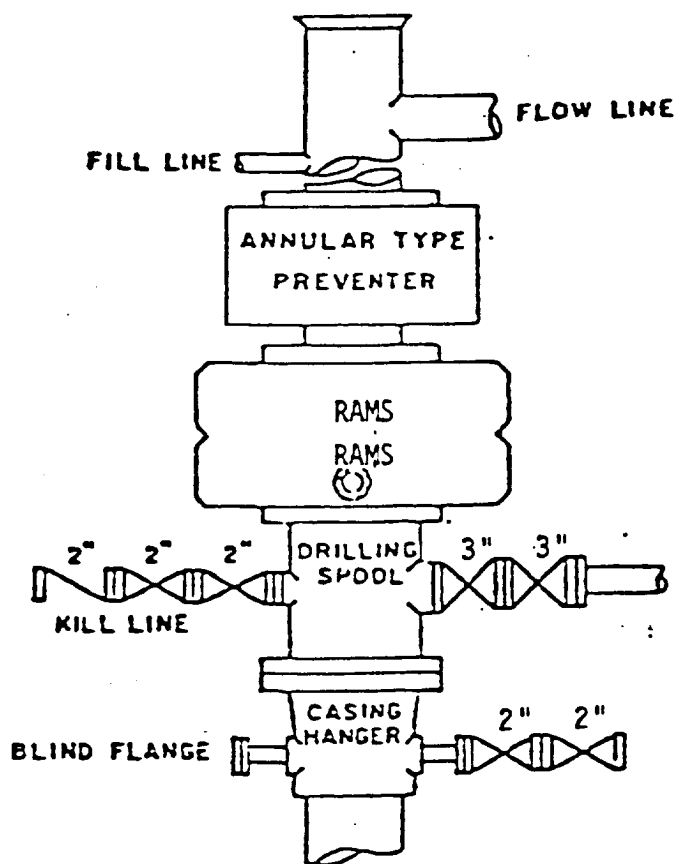 FLOW LINE
FILL LINE
ANNULAR TYPE
PREVENTER
RAMS
RAMS
2" 2" 2"
DRILLING
SPOOL
3" 3"
KILL LINE
CASING
HANGER
2" 2"
BLIND FLANGE